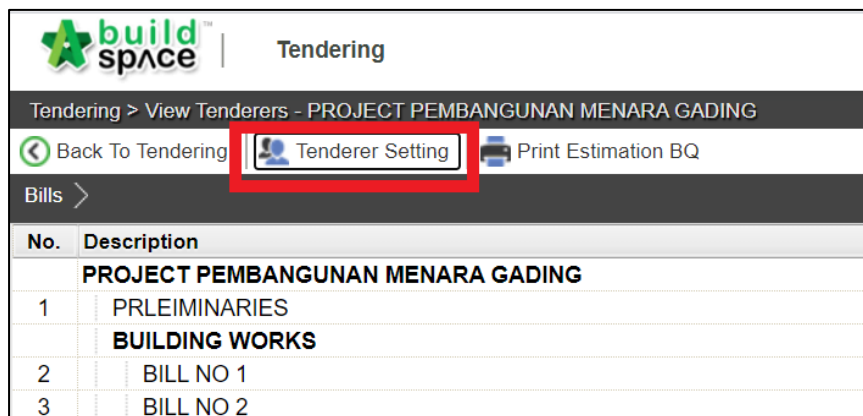 build™
space
Tendering
Tendering > View Tenderers - PROJECT PEMBANGUNAN MENARA GADING
Back To Tendering Tenderer Setting Print Estimation BQ
Bills
No. Description
PROJECT PEMBANGUNAN MENARA GADING
1 PRLEIMINARIES
BUILDING WORKS
2 BILL NO 1
3 BILL NO 2